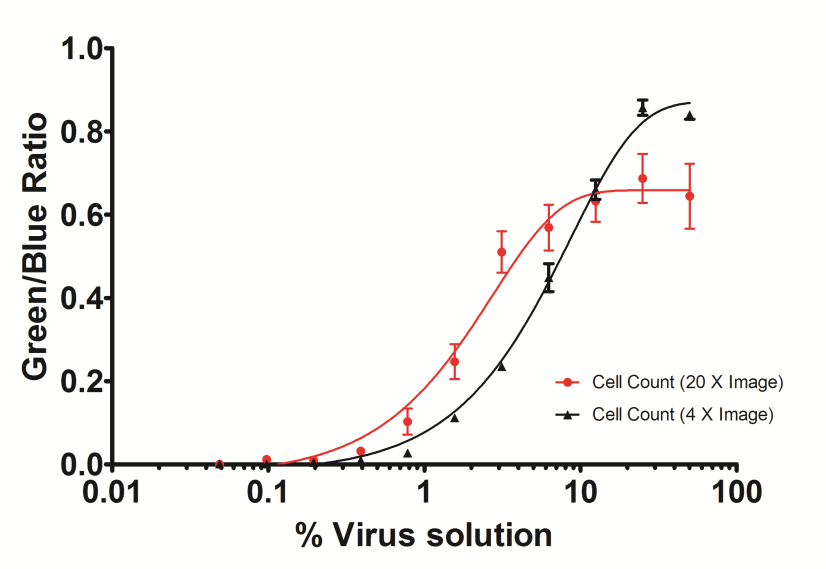 1.0
0.8
0.6
0.4
0.2
0.0
Green/Blue Ratio
Cell Count (20 X Image)
Cell Count (4 X Image)
0.01 0.1 1 10 100
% Virus solution